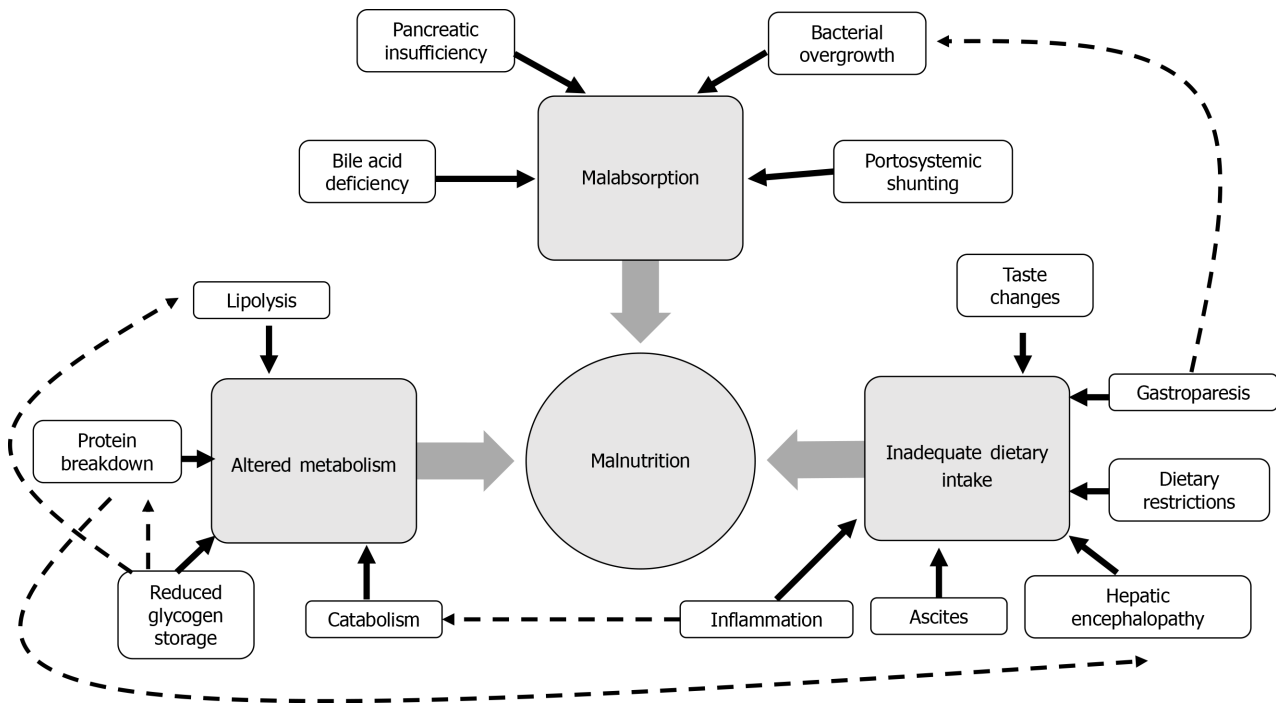 Pancreatic
insufficiency
Bacterial
overgrowth
Bile acid
deficiency
Malabsorption
Portosystemic
shunting
Lipolysis
Taste
changes
Protein
breakdown
Altered metabolism
Malnutrition
Inadequate dietary
intake
Gastroparesis
Dietary
restrictions
Reduced
glycogen
storage
Catabolism
Inflammation
Ascites
Hepatic
encephalopathy